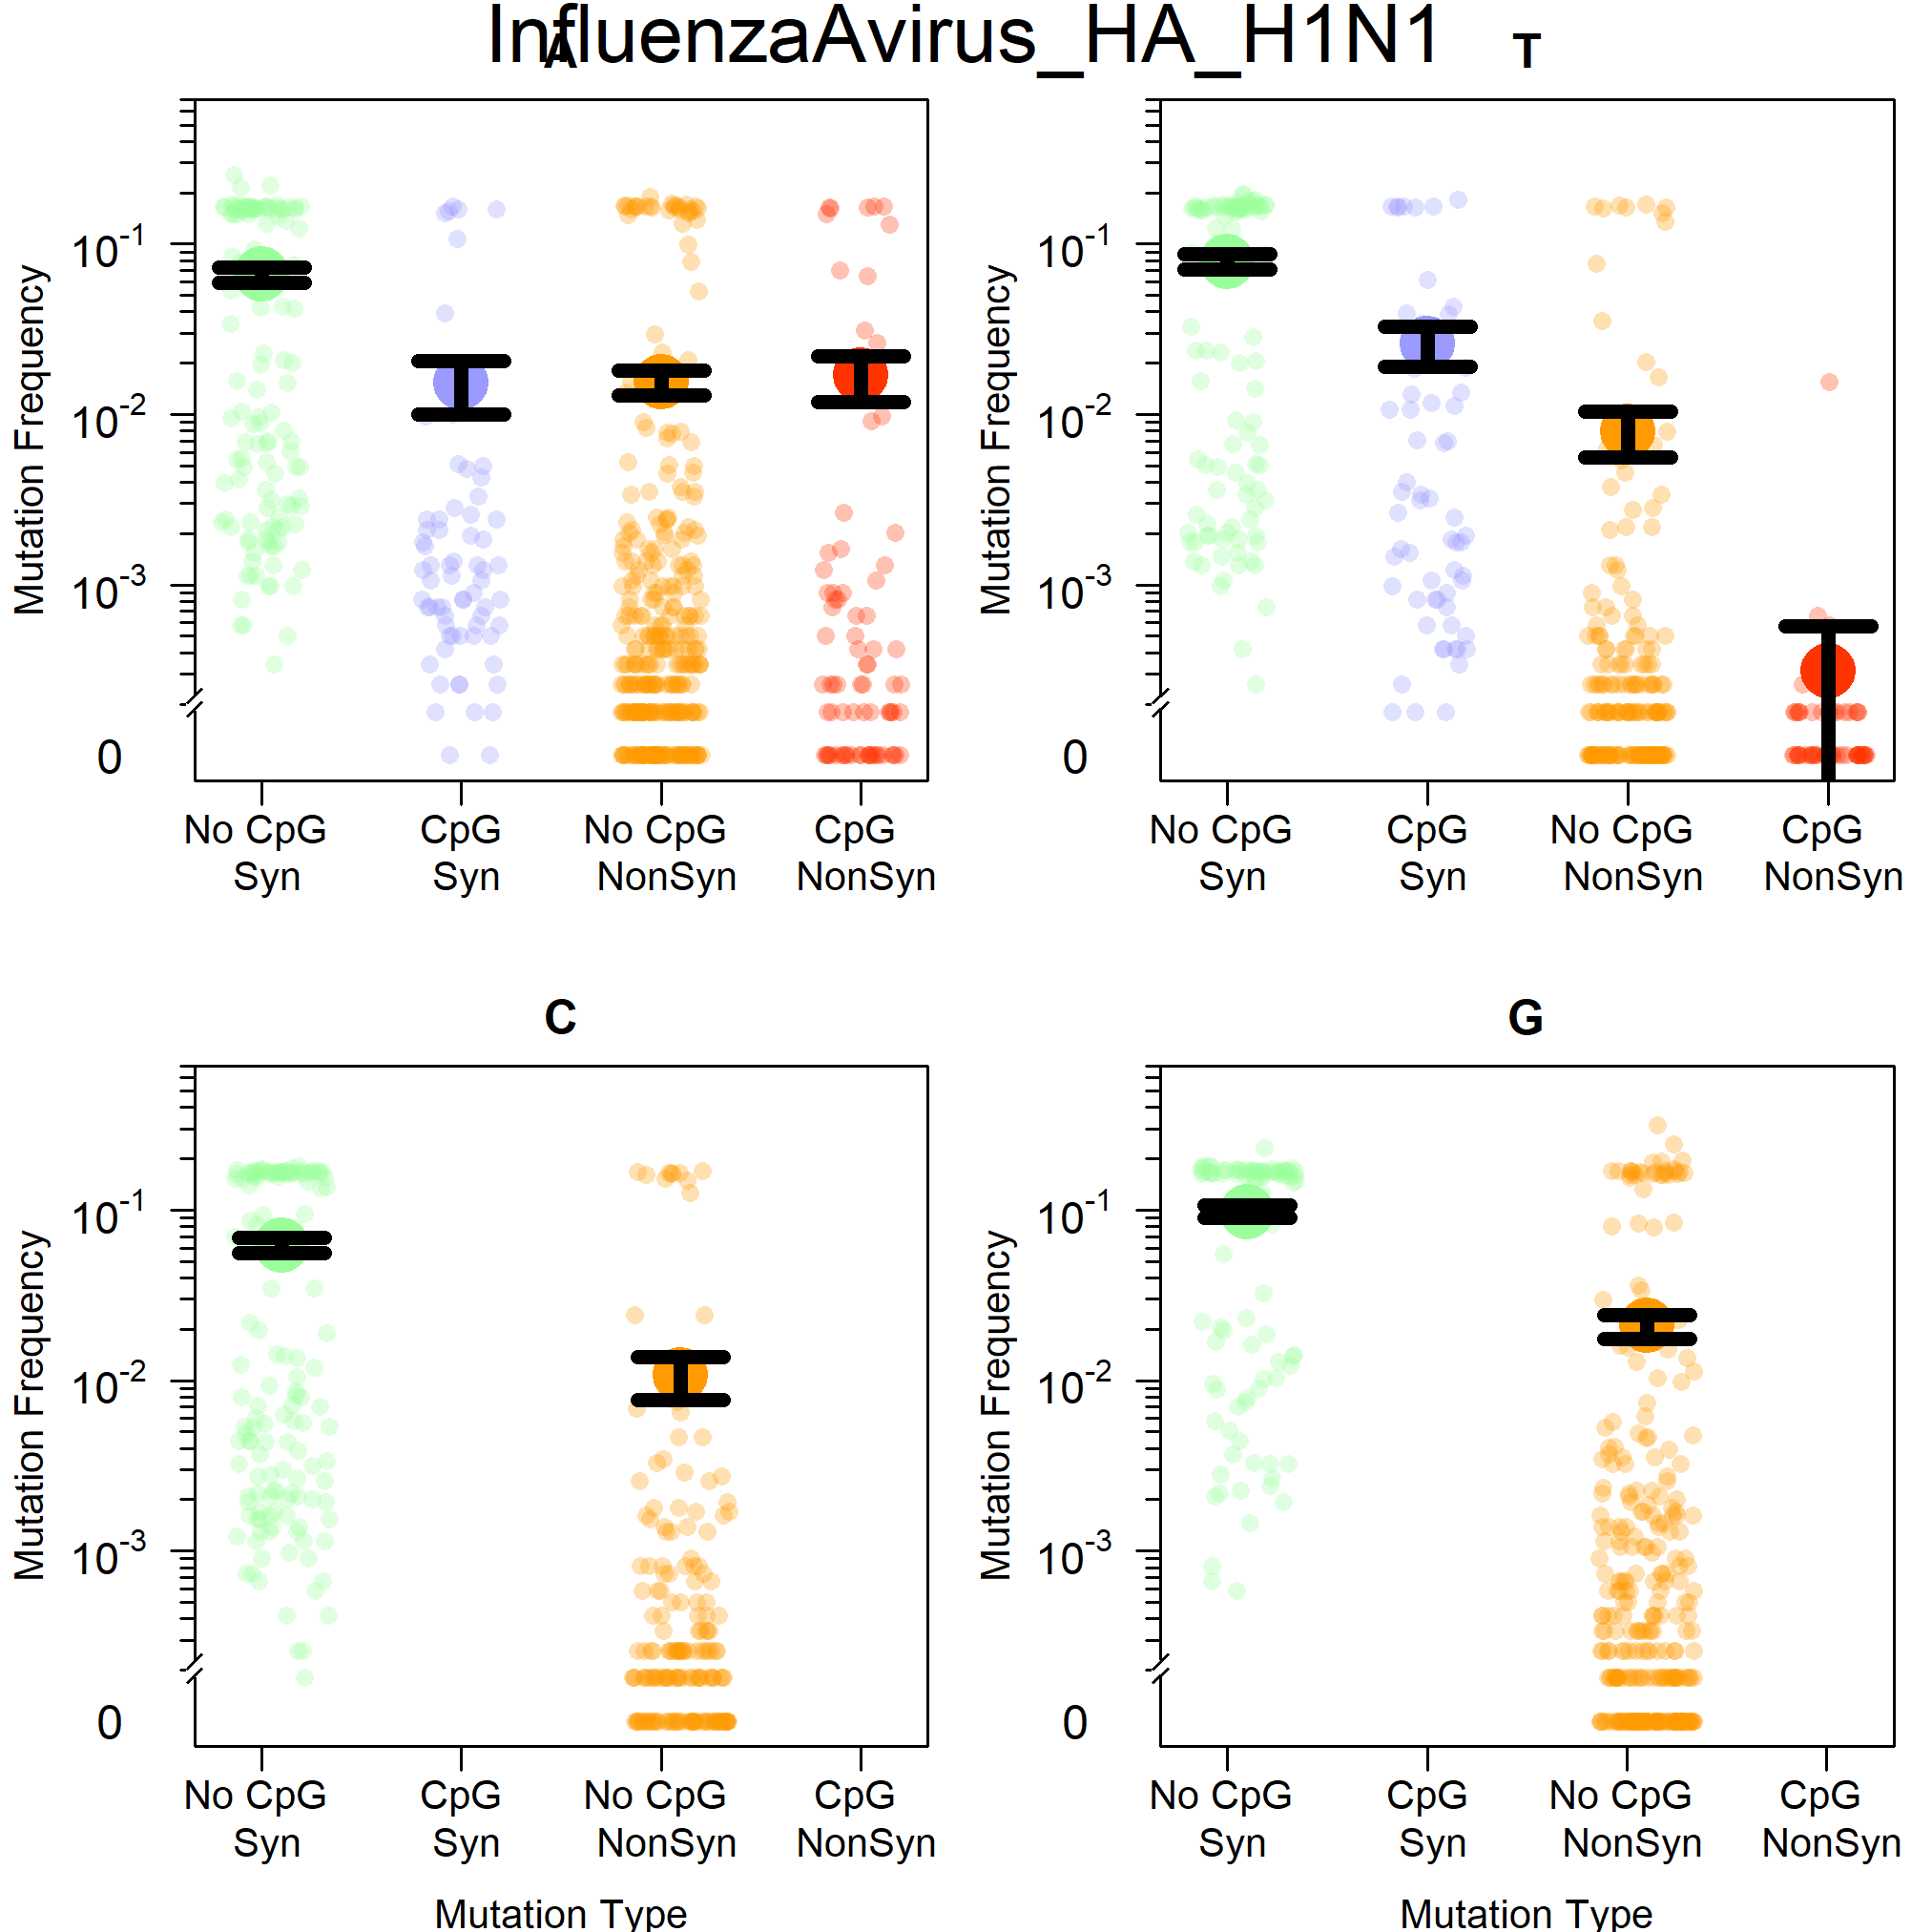 InfluenzaAvirus_HA_H1N1
A
T
Mutation Frequency
10-1
10-2
10-3
0
No CpG Syn
CpG Syn
No CpG NonSyn
CpG NonSyn
Mutation Frequency
10-1
10-2
10-3
0
No CpG Syn
CpG Syn
No CpG NonSyn
CpG NonSyn
C
G
Mutation Frequency
10-1
10-2
10-3
0
No CpG Syn
CpG Syn
No CpG NonSyn
CpG NonSyn
Mutation Type
Mutation Frequency
10-1
10-2
10-3
0
No CpG Syn
CpG Syn
No CpG NonSyn
CpG NonSyn
Mutation Type